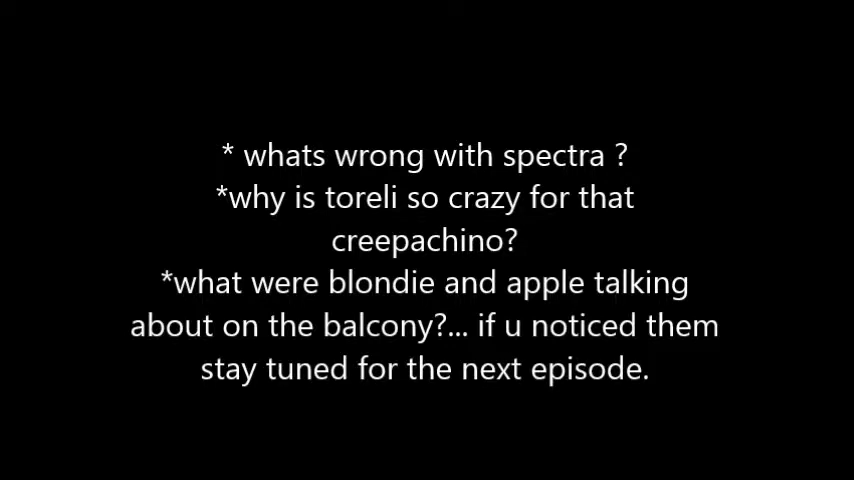 * whats wrong with spectra ?
*why is toreli so crazy for that
creepachino?
*what were blondie and apple talking
about on the balcony?... if u noticed them
stay tuned for the next episode.